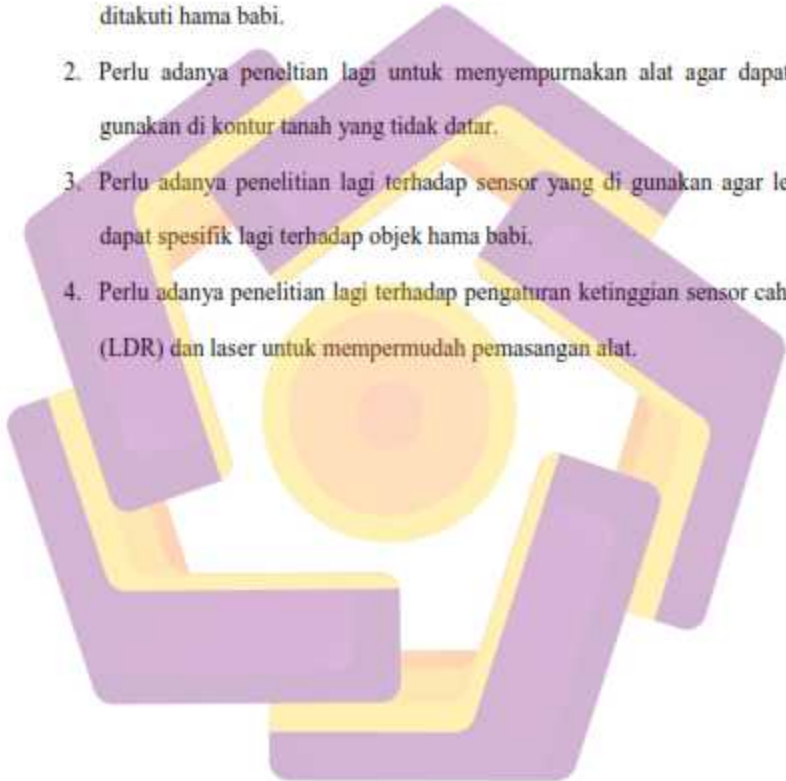 ditakuti hama babi.
2. Perlu adanya peneltian lagi untuk menyempurnakan alat agar dapat
gunakan di kontur tanah yang tidak datar.
3. Perlu adanya penelitian lagi terhadap sensor yang di gunakan agar le
dapat spesifik lagi terhadap objek hama babi.
4. Perlu adanya penelitian lagi terhadap pengaturan ketinggian sensor cah
(LDR) dan laser untuk mempermudah pemasangan alat.